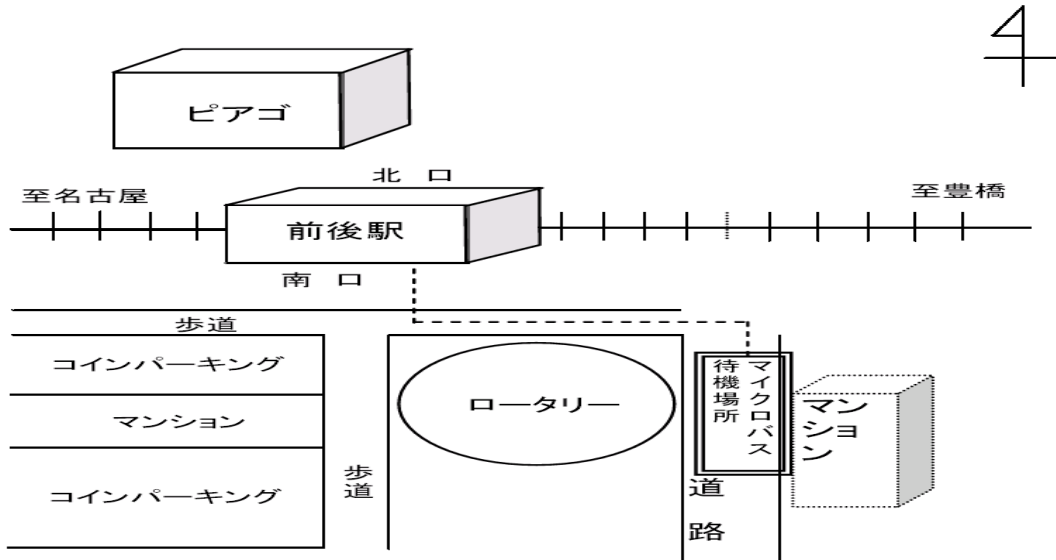 ピアゴ
北 口
至名古屋
至豊橋
前後駅
南 口
歩道
コインパーキング
マンション
コインパーキング
歩道
ロータリー
マイクロバス
待機場所
マンション
道路